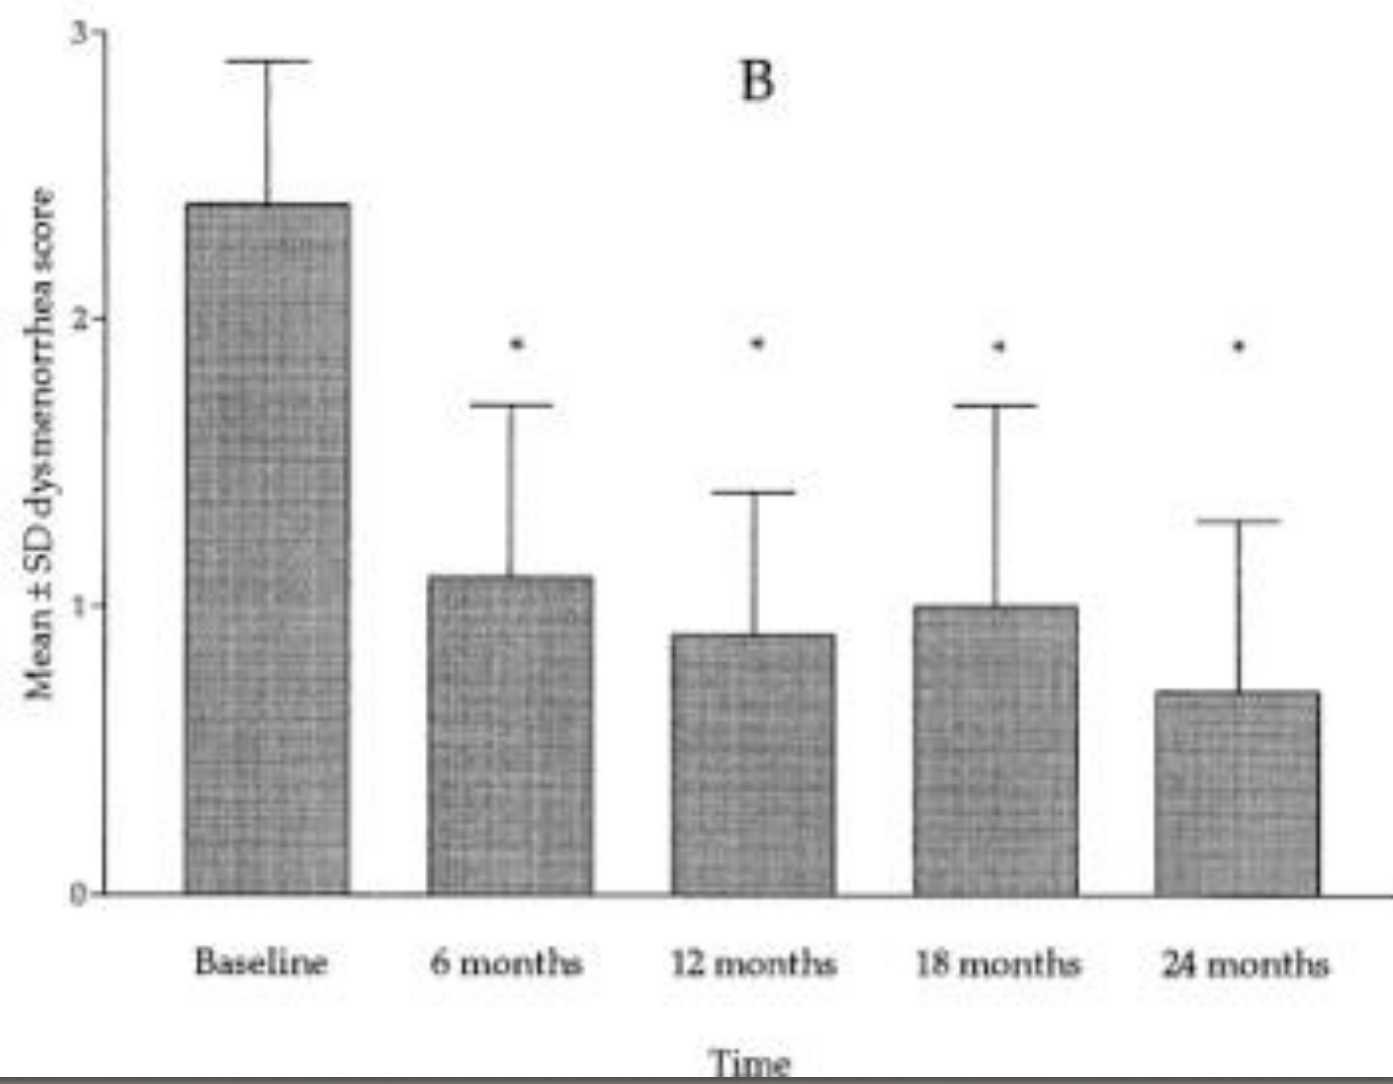 B
Mean ± SD dysmenorrhea score
3
2
1
0
* * * *
Baseline 6 months 12 months 18 months 24 months
Time